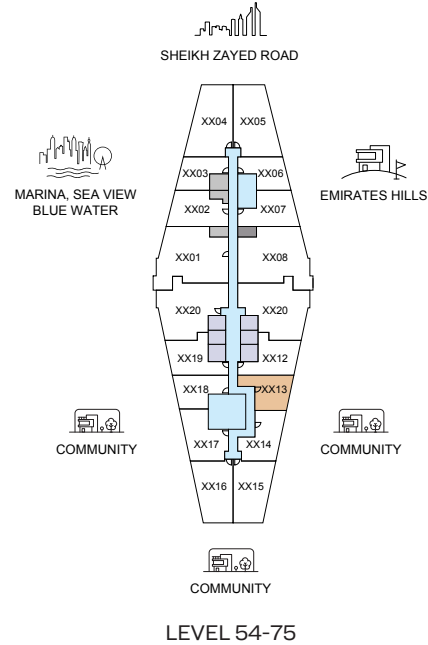 SHEIKH ZAYED ROAD
XX04
XX05
MARINA, SEA VIEW
BLUE WATER
XX03
XX06
EMIRATES HILLS
XX02
XX07
XX01
XX08
XX20
XX20
XX19
XX12
XX18
XX13
COMMUNITY
XX17
XX14
COMMUNITY
XX16
XX15
COMMUNITY
LEVEL 54-75